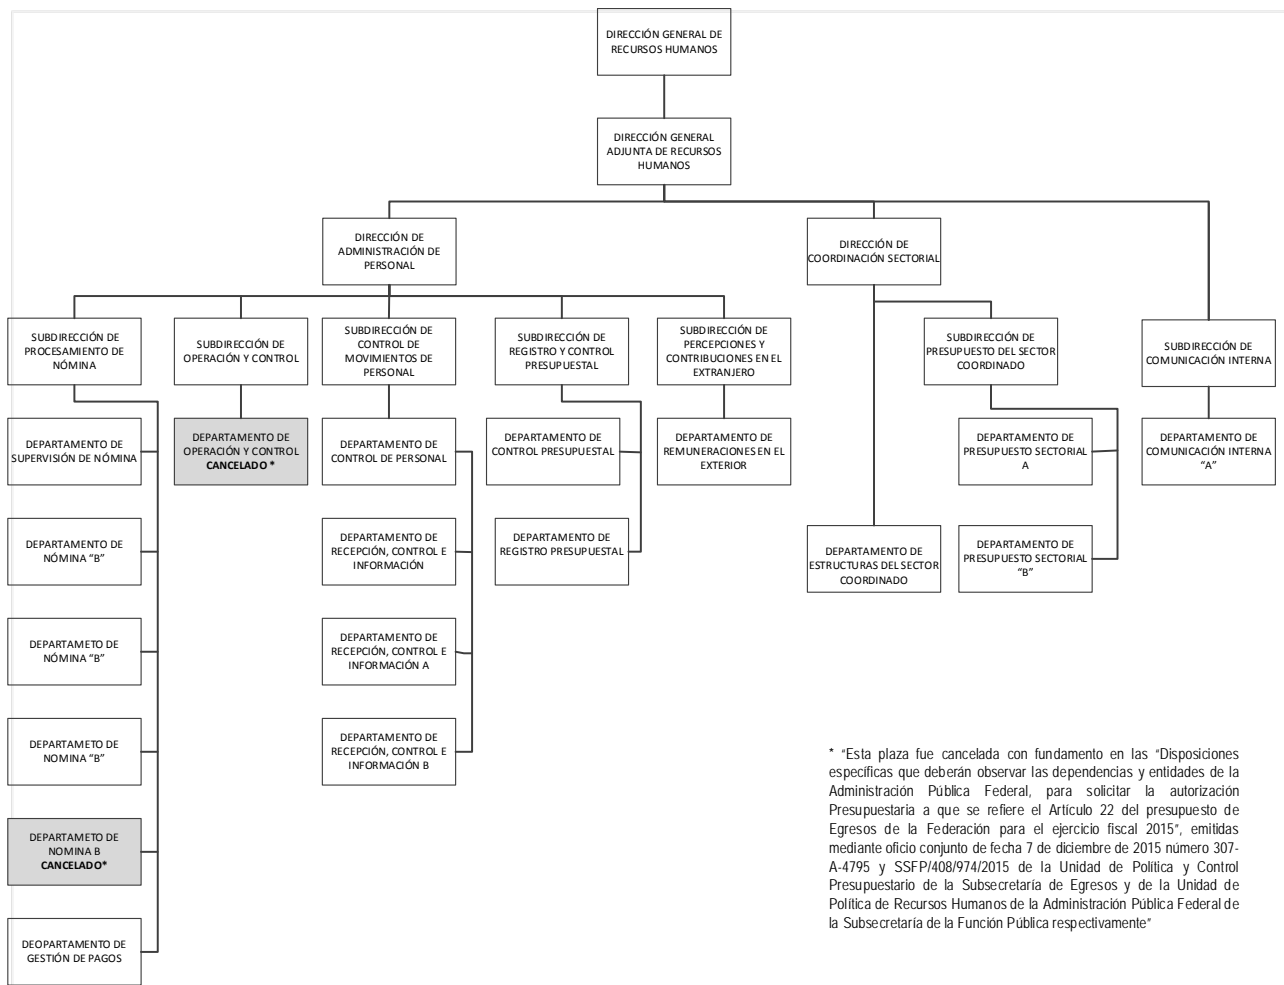 DIRECCIÓN GENERAL DE
RECURSOS HUMANOS
DIRECCIÓN GENERAL
ADJUNTA DE RECURSOS
HUMANOS
DIRECCIÓN DE
ADMINISTRACIÓN DE
PERSONAL
DIRECCIÓN DE
COORDINACIÓN SECTORIAL
SUBDIRECCIÓN DE
PROCESAMIENTO DE
NÓMINA
SUBDIRECCIÓN DE
OPERACIÓN Y CONTROL
SUBDIRECCIÓN DE
CONTROL DE
MOVIMIENTOS DE
PERSONAL
SUBDIRECCIÓN DE
REGISTRO Y CONTROL
PRESUPUESTAL
SUBDIRECCIÓN DE
PERCEPCIONES Y
CONTRIBUCIONES EN EL
EXTRANJERO
SUBDIRECCIÓN DE
PRESUPUESTO DEL SECTOR
COORDINADO
SUBDIRECCIÓN DE
COMUNICACIÓN INTERNA
DEPARTAMENTO DE
SUPERVISIÓN DE NÓMINA
DEPARTAMENTO DE
OPERACIÓN Y CONTROL
CANCELADO *
DEPARTAMENTO DE
CONTROL DE PERSONAL
DEPARTAMENTO DE
CONTROL PRESUPUESTAL
DEPARTAMENTO DE
REMUNERACIONES EN EL
EXTERIOR
DEPARTAMENTO DE
PRESUPUESTO SECTORIAL
A
DEPARTAMENTO DE
COMUNICACIÓN INTERNA
"A"
DEPARTAMENTO DE
NÓMINA "B"
DEPARTAMENTO DE
RECEPCIÓN, CONTROL E
INFORMACIÓN
DEPARTAMENTO DE
REGISTRO PRESUPUESTAL
DEPARTAMENTO DE
ESTRUCTURAS DEL SECTOR
COORDINADO
DEPARTAMENTO DE
PRESUPUESTO SECTORIAL
"B"
DEPARTAMETO DE
NÓMINA "B"
DEPARTAMENTO DE
RECEPCIÓN, CONTROL E
INFORMACIÓN A
DEPARTAMETO DE
NOMINA "B"
DEPARTAMENTO DE
RECEPCIÓN, CONTROL E
INFORMACIÓN B
DEPARTAMETO DE
NOMINA B
CANCELADO*
DEOPARTAMENTO DE
GESTIÓN DE PAGOS
* "Esta plaza fue cancelada con fundamento en las "Disposiciones
específicas que deberán observar las dependencias y entidades de la
Administración Pública Federal, para solicitar la autorización
Presupuestaria a que se refiere el Artículo 22 del presupuesto de
Egresos de la Federación para el ejercicio fiscal 2015", emitidas
mediante oficio conjunto de fecha 7 de diciembre de 2015 número 307-
A-4795 y SSFP/408/974/2015 de la Unidad de Política y Control
Presupuestario de la Subsecretaría de Egresos y de la Unidad de
Política de Recursos Humanos de la Administración Pública Federal de
la Subsecretaría de la Función Pública respectivamente"